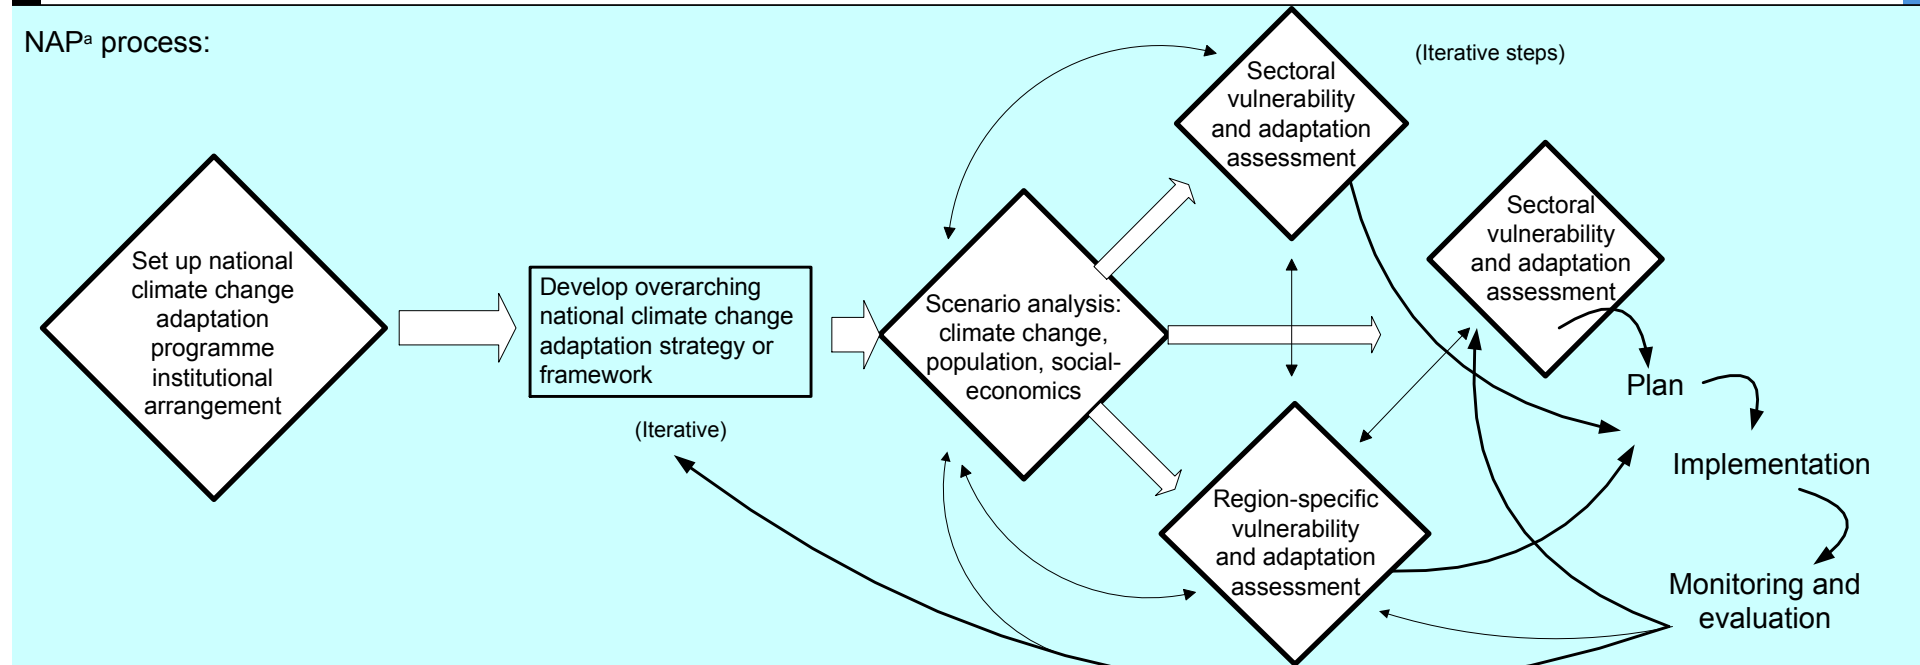 NAPᵃ process:
(Iterative steps)
Set up national
climate change
adaptation
programme
institutional
arrangement
Develop overarching
national climate change
adaptation strategy or
framework
(Iterative)
Scenario analysis:
climate change,
population, social-
economics
Sectoral
vulnerability
and adaptation
assessment
Sectoral
vulnerability
and adaptation
assessment
Region-specific
vulnerability
and adaptation
assessment
Plan
Implementation
Monitoring and
evaluation